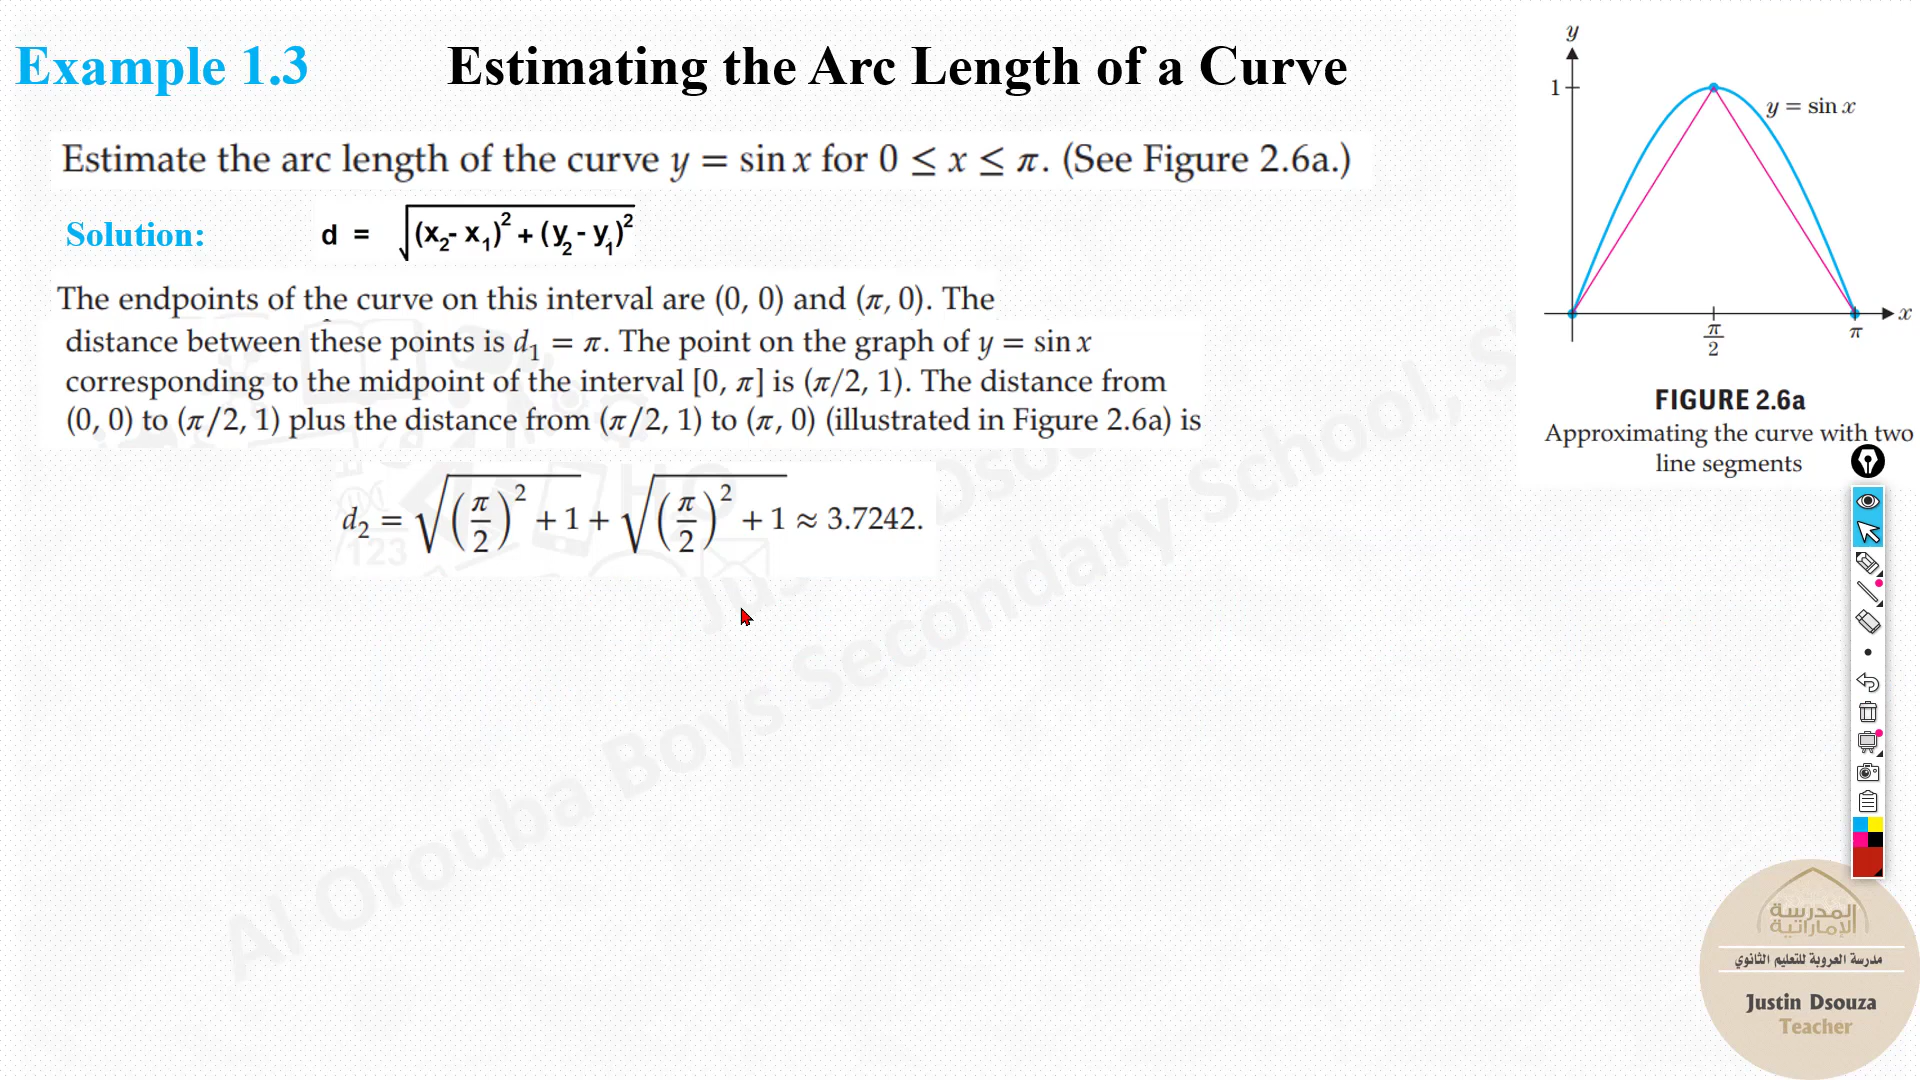 Example 1.3 Estimating the Arc Length of a Curve
Estimate the arc length of the curve y = sin x for 0 ≤ x ≤ π. (See Figure 2.6a.)
Solution: d = √(x₂- x₁)² + (y₂ - y₁)²
The endpoints of the curve on this interval are (0, 0) and (π, 0). The
distance between these points is d₁ = π. The point on the graph of y = sin x
corresponding to the midpoint of the interval [0, π] is (π/2, 1). The distance from
(0, 0) to (π/2, 1) plus the distance from (π/2, 1) to (π, 0) (illustrated in Figure 2.6a) is
d₂ = √(π/2)² + 1 + √(π/2)² + 1 ≈ 3.7242.
y
1
y = sin x
x
π/2
π
FIGURE 2.6a
Approximating the curve with two
line segments
Al Orouba Boys Secondary School, S
123
المدرسة
الإماراتية
مدرسة العروبة للتعليم الثانوي
Justin Dsouza
Teacher